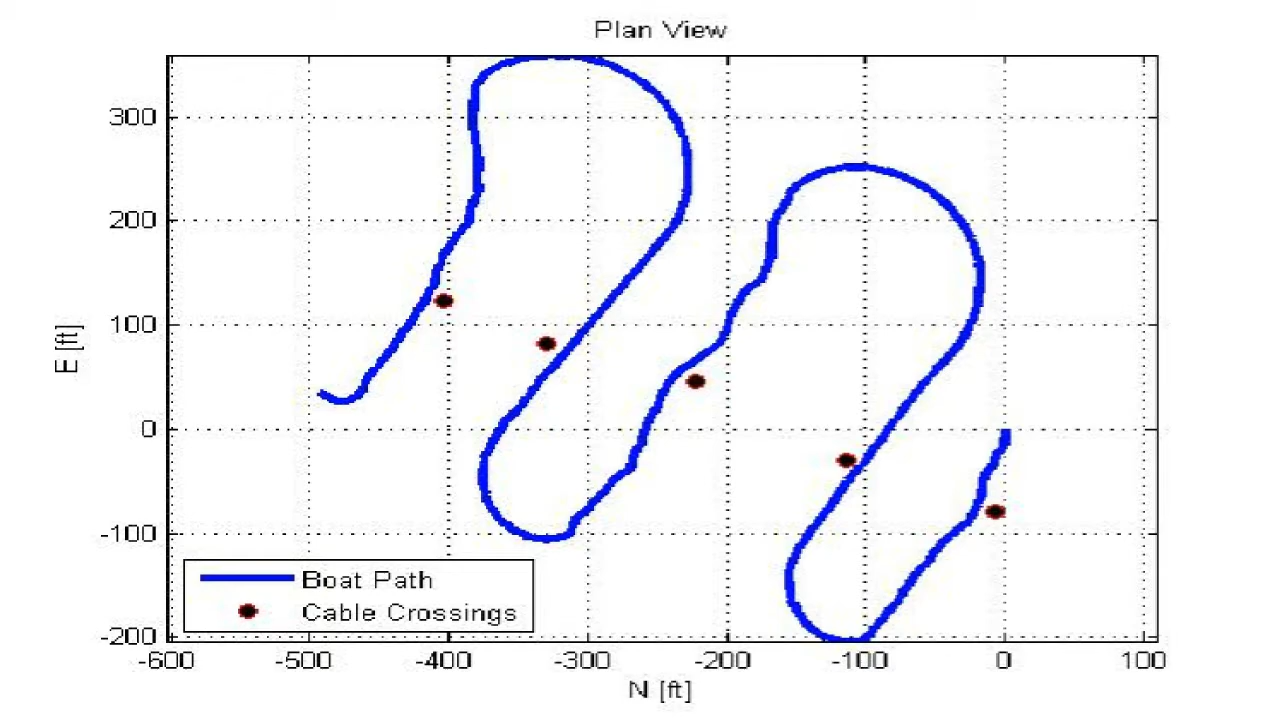 Plan View
300
200
100
0
-100
-200
E [ft]
Boat Path
Cable Crossings
-600 -500 -400 -300 -200 -100 0 100
N [ft]